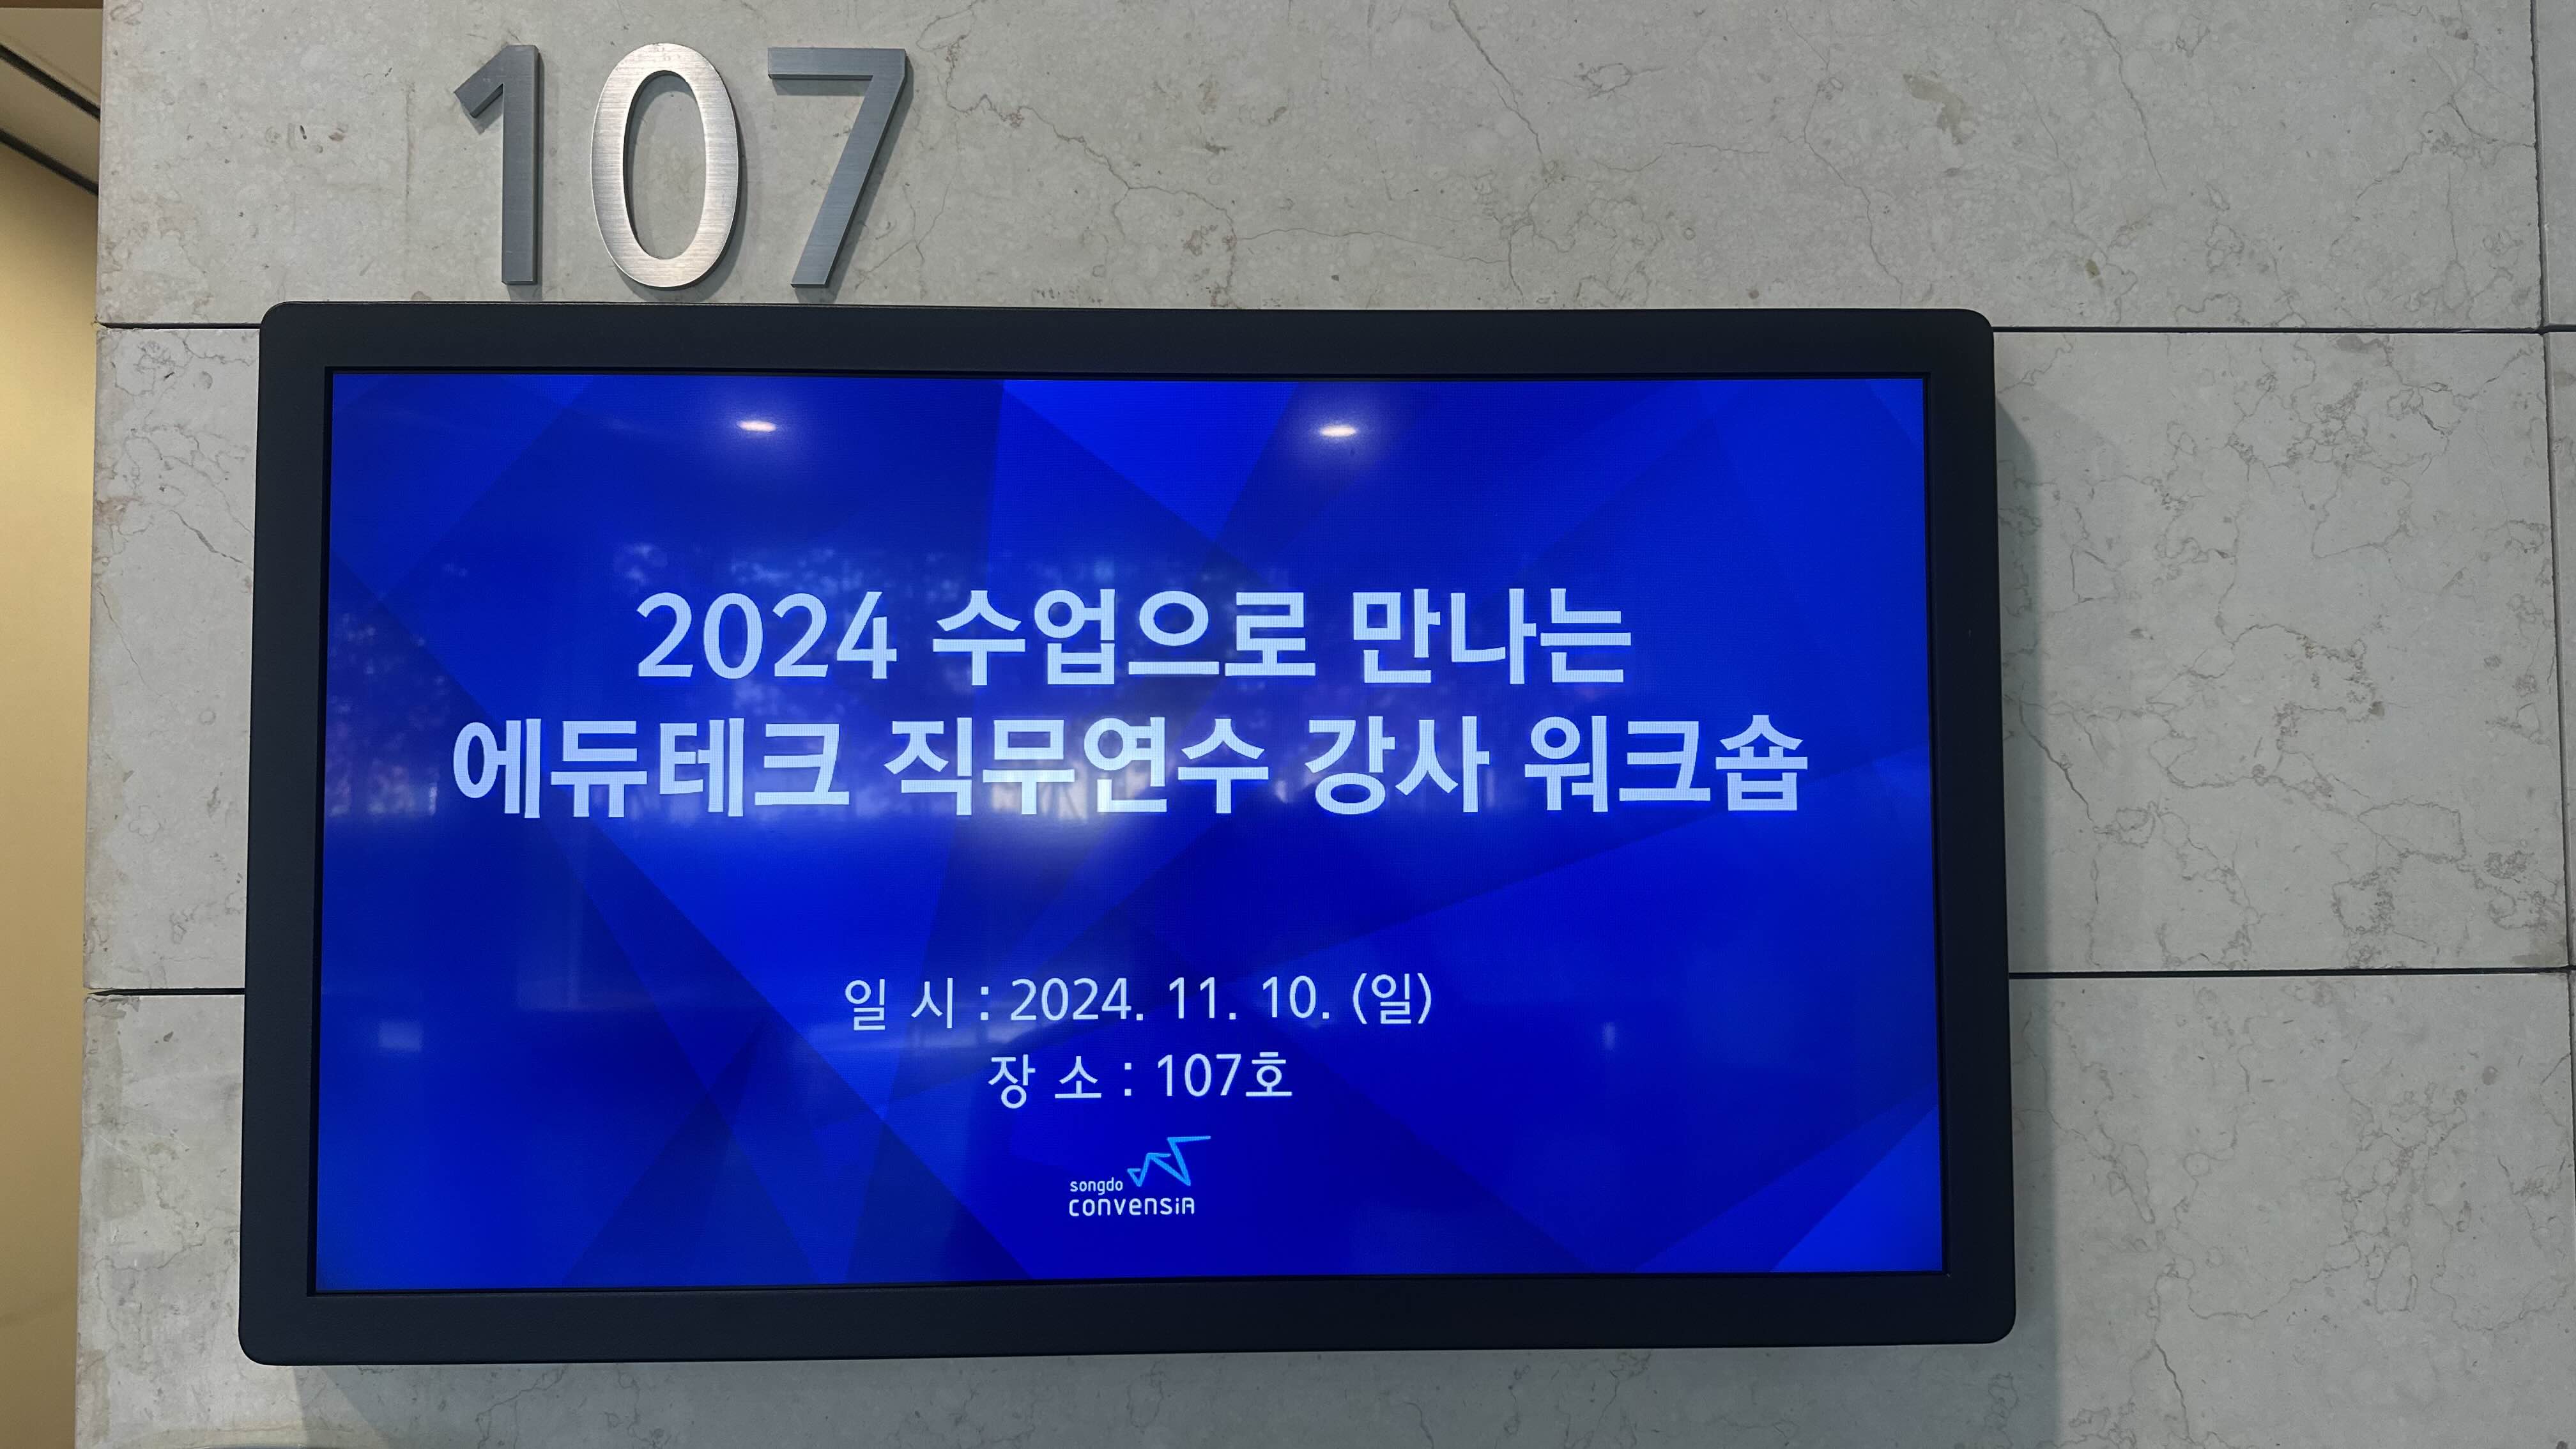 107
2024 수업으로 만나는
에듀테크 직무연수 강사 워크숍
일 시 : 2024. 11. 10. (일)
장 소 : 107호
songdo
convensiA